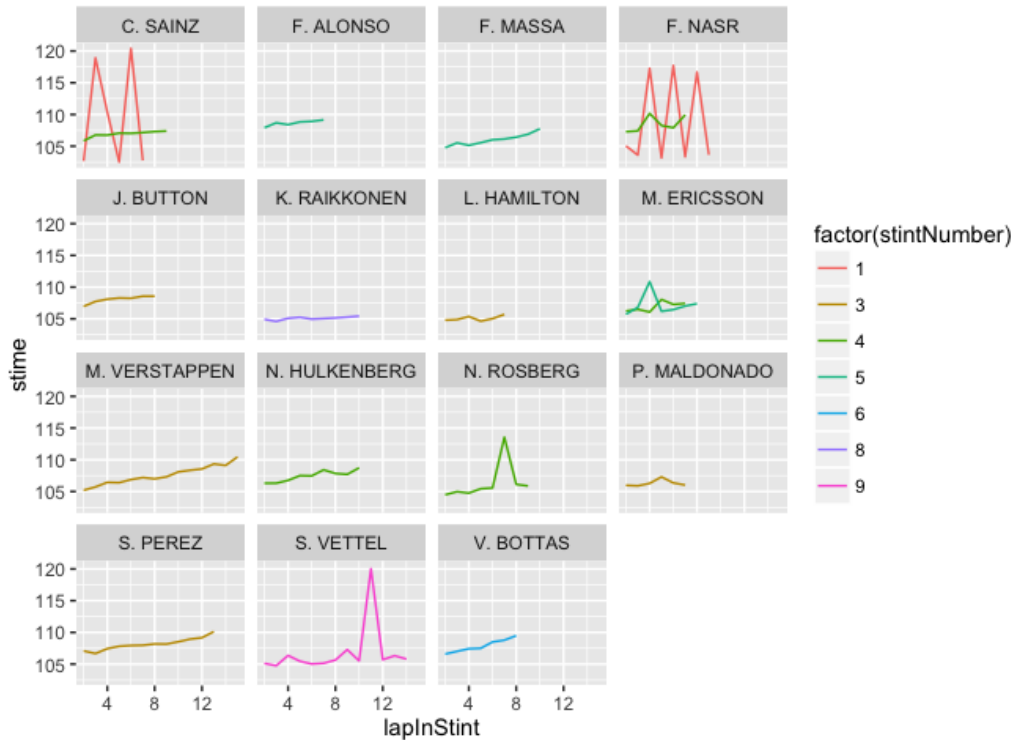 C. SAINZ F. ALONSO F. MASSA F. NASR
120
115
110
105
J. BUTTON K. RAIKKONEN L. HAMILTON M. ERICSSON
120
115
110
105
M. VERSTAPPEN N. HULKENBERG N. ROSBERG P. MALDONADO
120
115
110
105
S. PEREZ S. VETTEL V. BOTTAS
120
115
110
105
4 8 12 4 8 12 4 8 12
lapInStint
stime
factor(stintNumber)
1
3
4
5
6
8
9